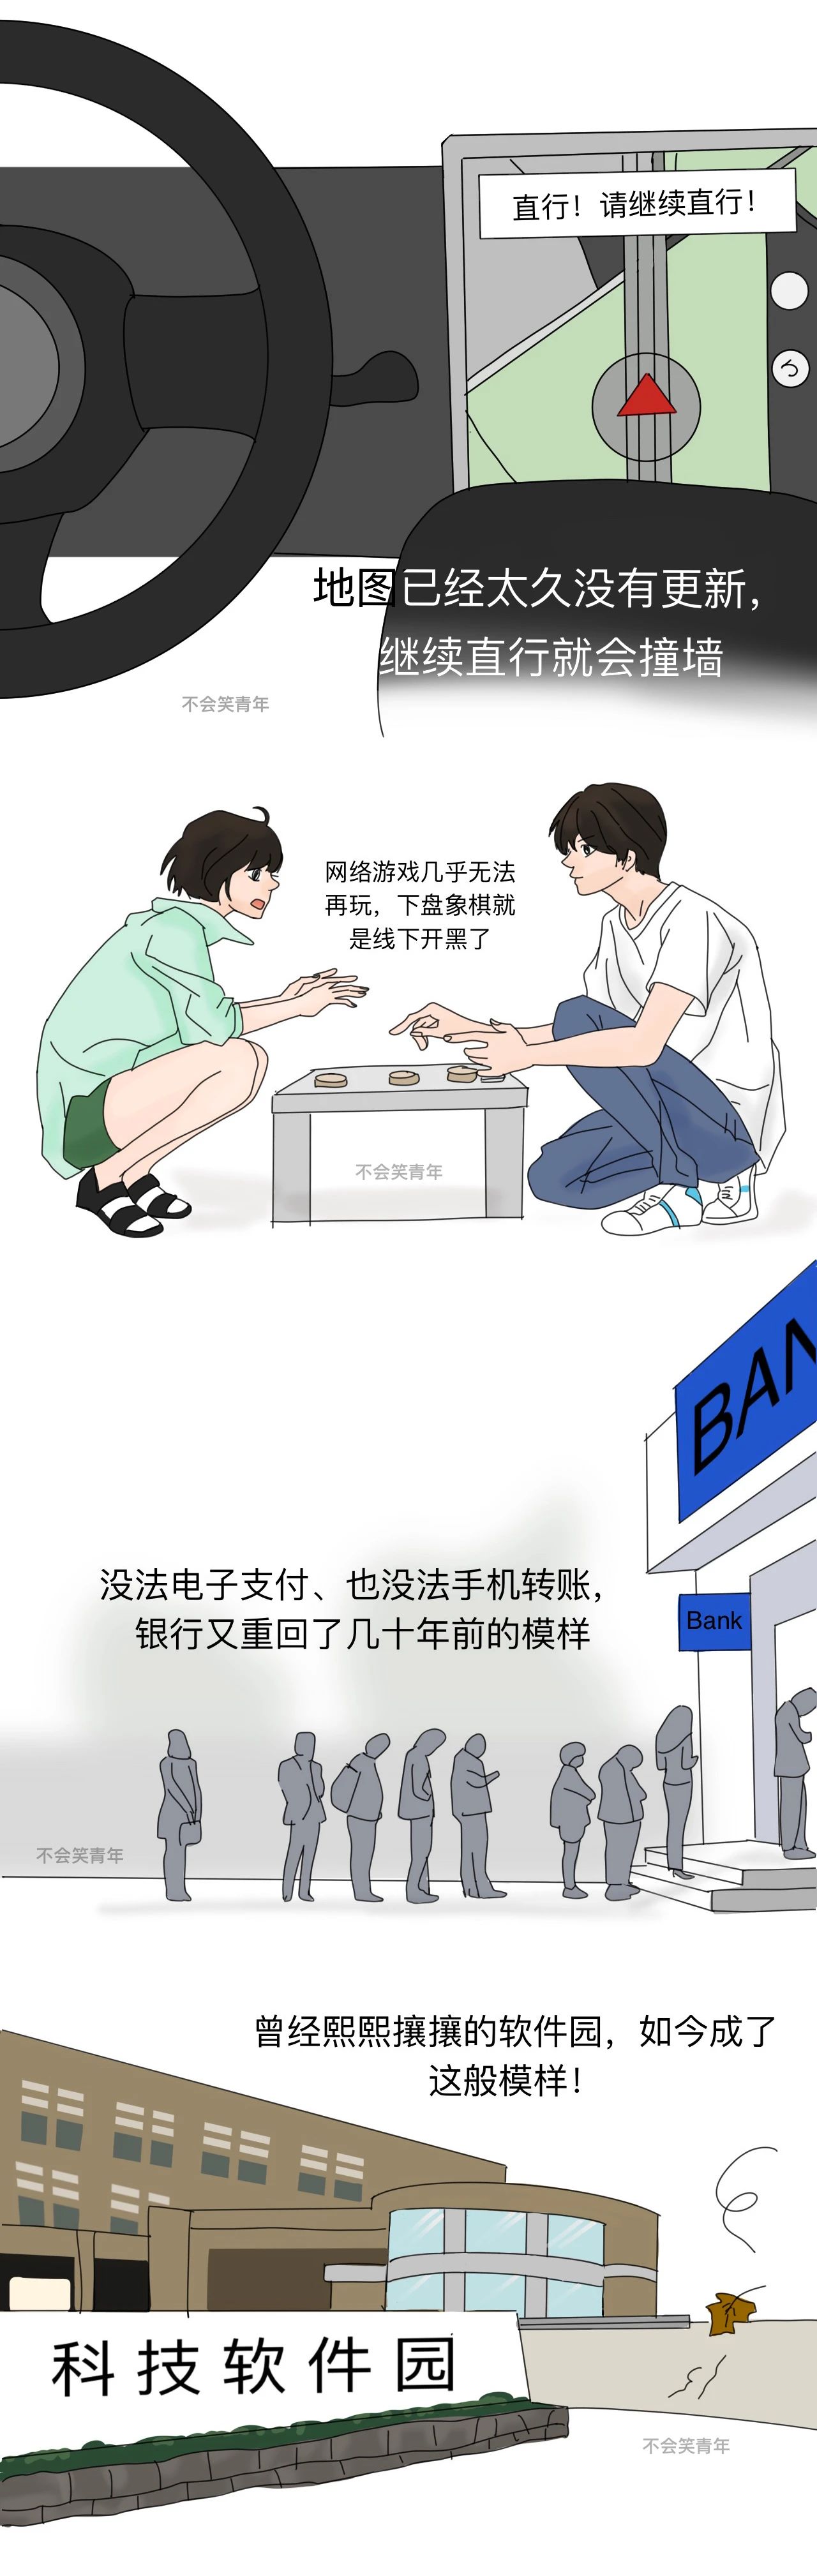 直行！请继续直行！
地图已经太久没有更新，
继续直行就会撞墙
不会笑青年
网络游戏几乎无法
再玩，下盘象棋就
是线下开黑了
不会笑青年
BAN
没法电子支付、也没法手机转账，
Bank
银行又重回了几十年前的模样
不会笑青年
曾经熙熙攘攘的软件园，如今成了
这般模样！
科技软件园
不会笑青年